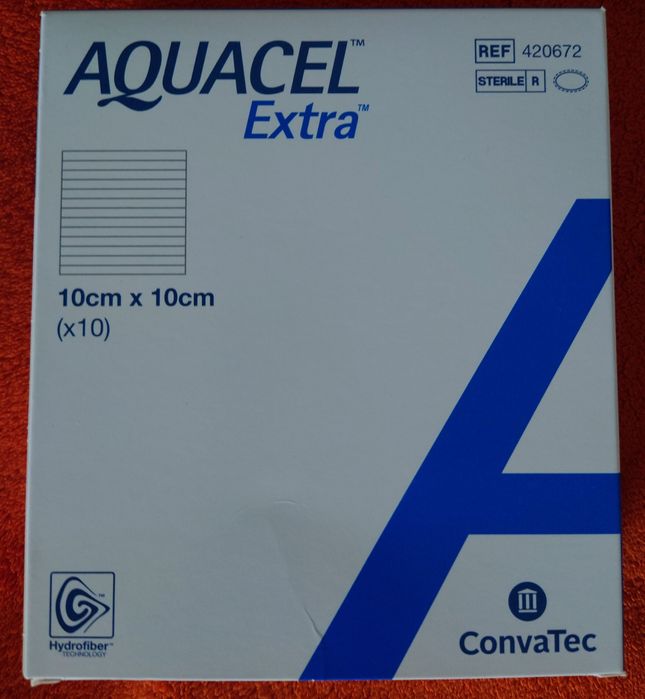 AQUACEL™
Extra™
REF 420672
STERILE R
10cm x 10cm
(x10)
Hydrofiber™
TECHNOLOGY
ConvaTec